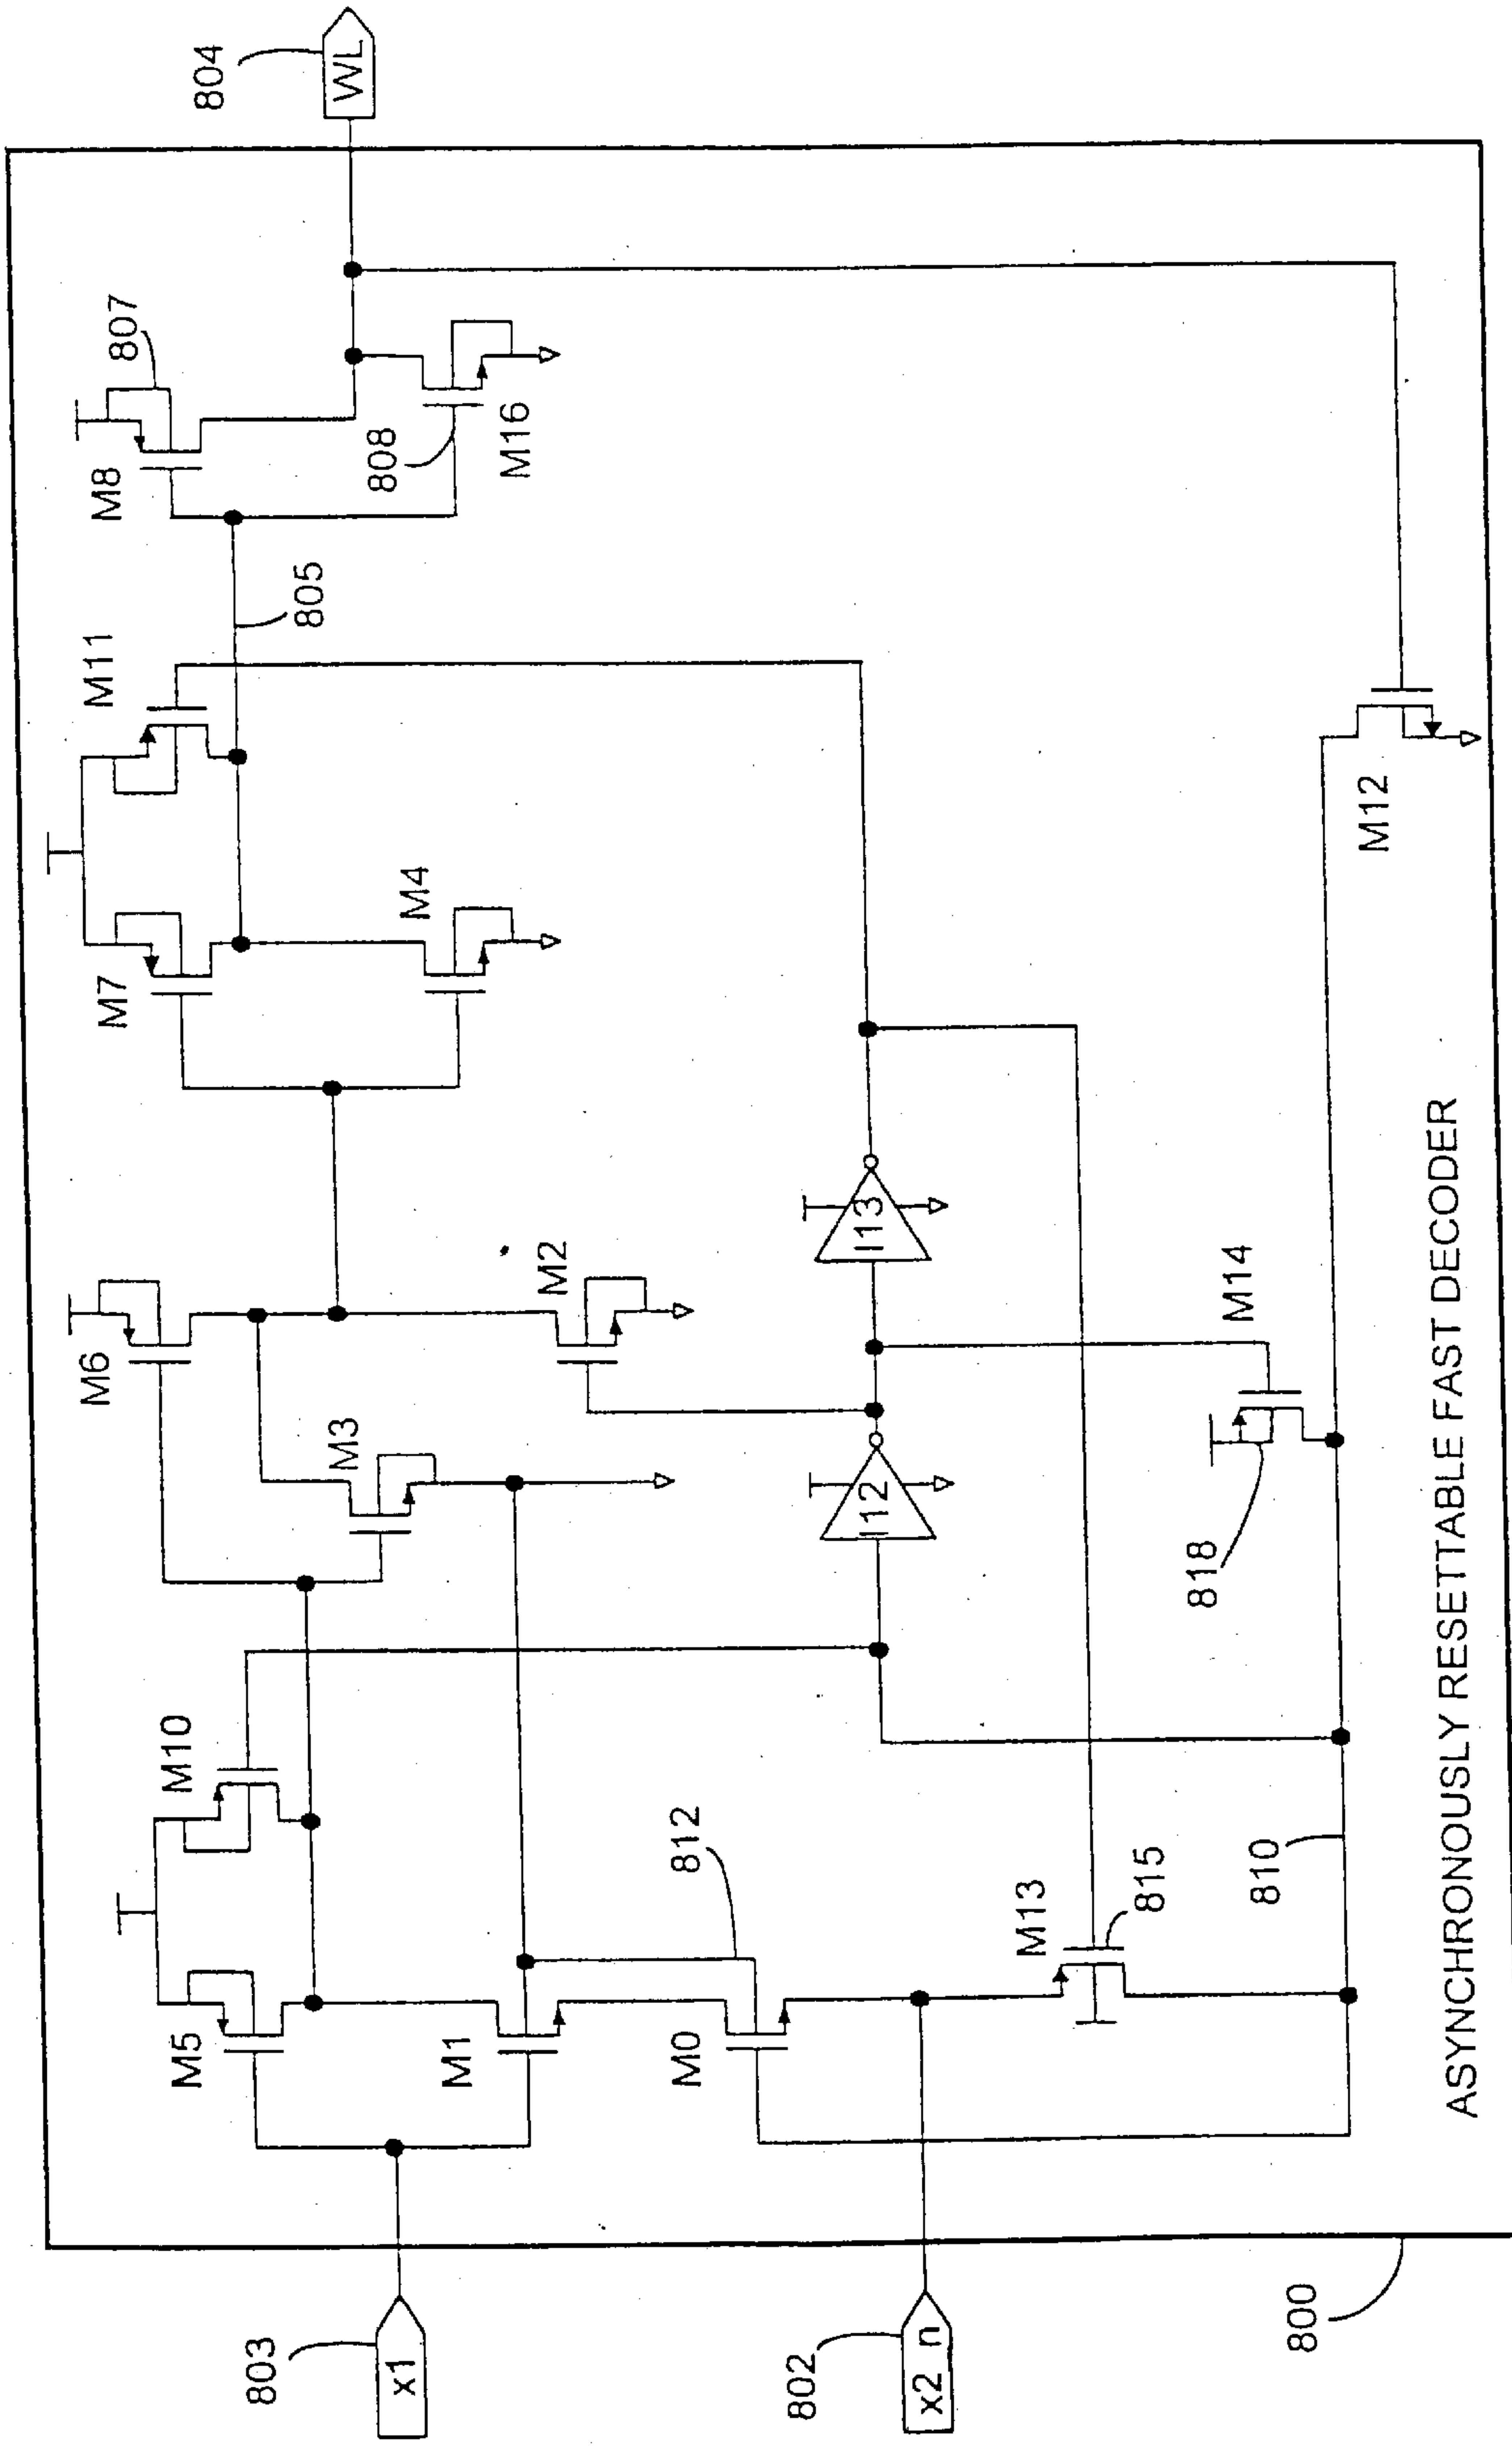 803
x1
802
x2_n
800
M5
M10
M1
M0
812
M13
815
810
M6
M3
M2
I12
I13
M14
818
M7
M4
M11
805
M8
807
808
M16
804
WL
M12
ASYNCHRONOUSLY RESETTABLE FAST DECODER